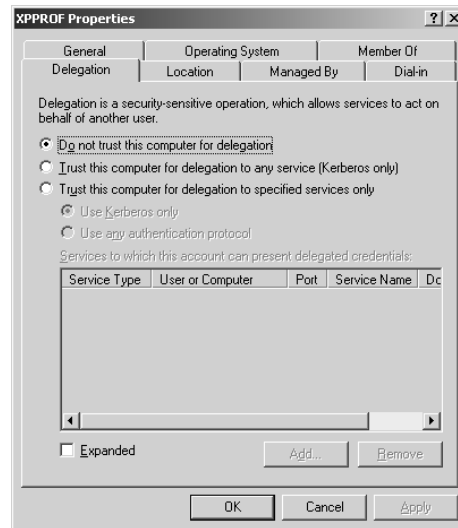 XPPROF Properties
General Operating System Member Of
Delegation Location Managed By Dial-in
Delegation is a security-sensitive operation, which allows services to act on
behalf of another user.
Do not trust this computer for delegation
Trust this computer for delegation to any service (Kerberos only)
Trust this computer for delegation to specified services only
Use Kerberos only
Use any authentication protocol
Services to which this account can present delegated credentials:
Service Type User or Computer Port Service Name Do
Expanded Add... Remove
OK Cancel Apply